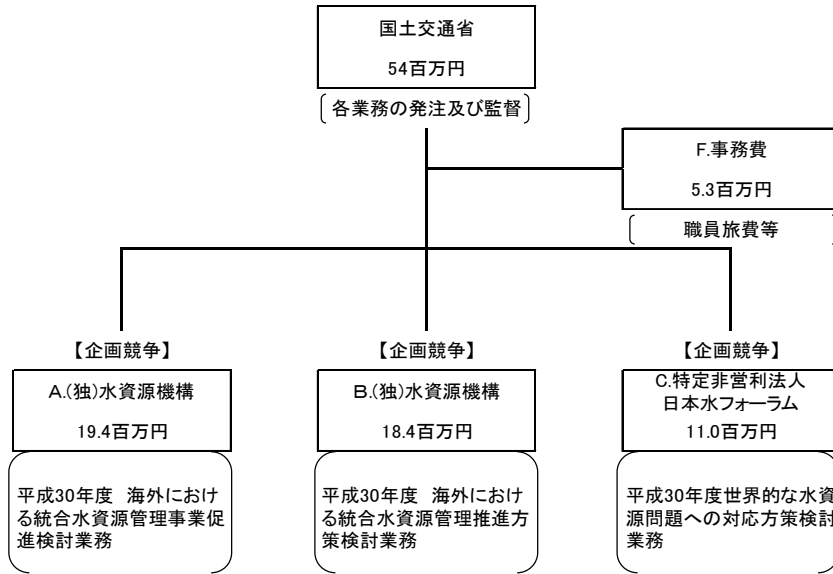 国土交通省
54百万円
各業務の発注及び監督
F.事務費
5.3百万円
職員旅費等
【企画競争】
A.(独)水資源機構
19.4百万円
平成30年度　海外におけ
る統合水資源管理事業促
進検討業務
【企画競争】
B.(独)水資源機構
18.4百万円
平成30年度　海外におけ
る統合水資源管理推進方
策検討業務
【企画競争】
C.特定非営利法人
日本水フォーラム
11.0百万円
平成30年度世界的な水資
源問題への対応方策検討
業務